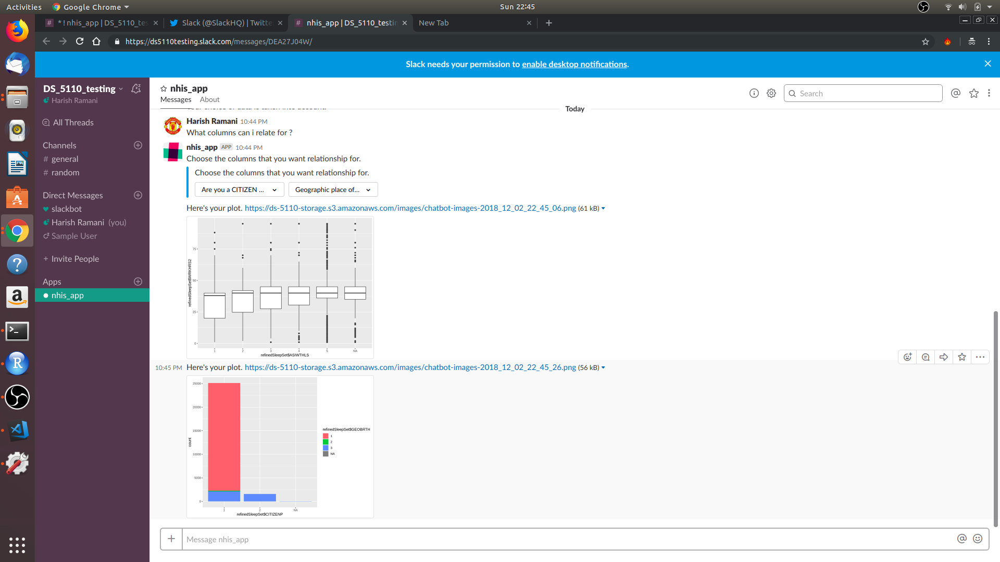 Activities
Google Chrome
Sun 22:45
* ! nhis_app | DS_5110_tes
Slack (@SlackHQ) | Twitte
nhis_app | DS_5110_testin
New Tab
https://ds5110testing.slack.com/messages/DEA27J04W/
Slack needs your permission to enable desktop notifications.
DS_5110_testing
Harish Ramani
All Threads
Channels
# general
# random
Direct Messages
slackbot
Harish Ramani (you)
Sample User
+ Invite People
Apps
nhis_app
nhis_app
Messages
About
Search
Today
Harish Ramani 10:44 PM
What columns can i relate for ?
nhis_app APP 10:44 PM
Choose the columns that you want relationship for.
Choose the columns that you want relationship for.
Are you a CITIZEN ...
Geographic place of...
Here's your plot. https://ds-5110-storage.s3.amazonaws.com/images/chatbot-images-2018_12_02_22_45_06.png (61 kB)
refinedSleepSet$WRKHRS2
75
50
25
0
1 2 3 4 5 NA
refinedSleepSet$ASIWTHLS
10:45 PM Here's your plot. https://ds-5110-storage.s3.amazonaws.com/images/chatbot-images-2018_12_02_22_45_26.png (56 kB)
count
25000
20000
15000
10000
5000
0
1 2 NA
refinedSleepSet$CITIZENP
refinedSleepSet$GEOBRTH
1
2
3
NA
Message nhis_app